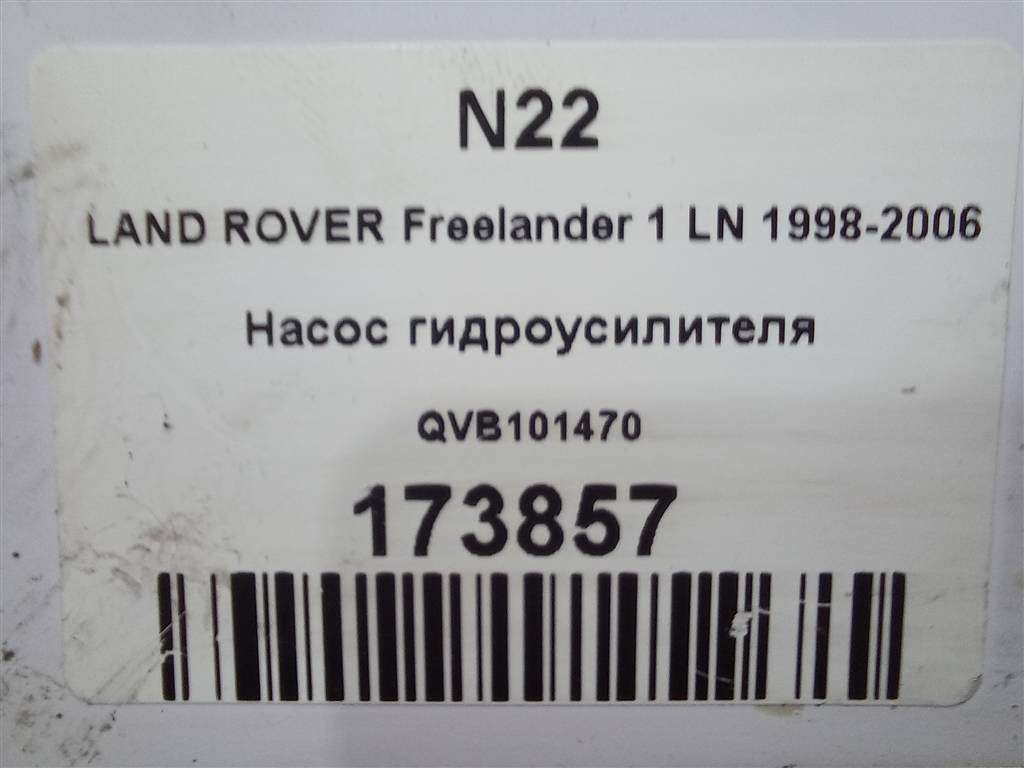 N22
LAND ROVER Freelander 1 LN 1998-2006
Насос гидроусилителя
QVB101470
173857